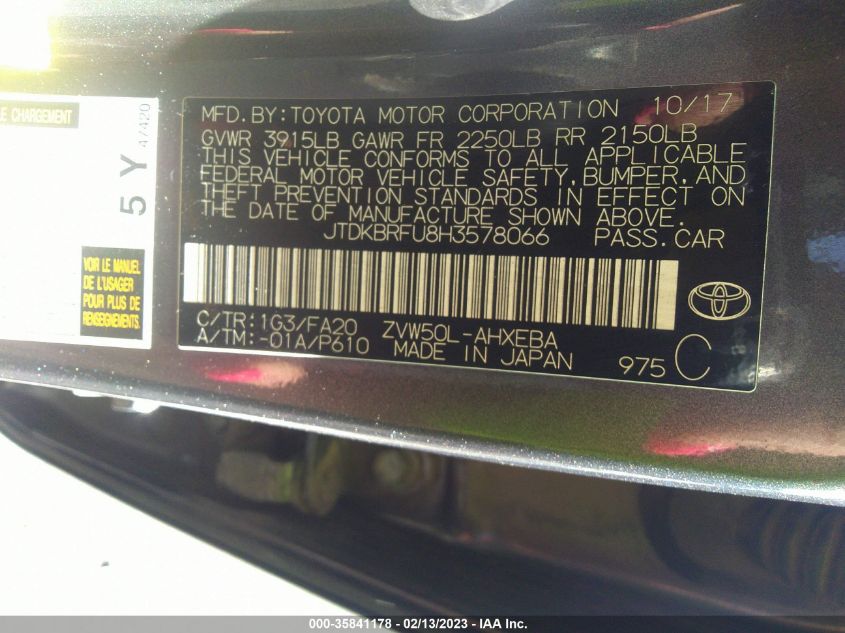 LE CHARGEMENT
5 Y
47420
VOIR LE MANUEL
DE L'USAGER
POUR PLUS DE
RENSEIGNEMENTS.
MFD.BY:TOYOTA MOTOR CORPORATION 10/17
GVWR 3915LB GAWR FR 2250LB RR 2150LB
THIS VEHICLE CONFORMS TO ALL APPLICABLE
FEDERAL MOTOR VEHICLE SAFETY,BUMPER,AND
THEFT PREVENTION STANDARDS IN EFFECT ON
THE DATE OF MANUFACTURE SHOWN ABOVE.
JTDKBRFU8H3578066 PASS.CAR
C/TR:1G3/FA20 ZVW50L-AHXEBA
A/TM:-01A/P610 MADE IN JAPAN 975 C
000-35841178 - 02/13/2023 - IAA Inc.